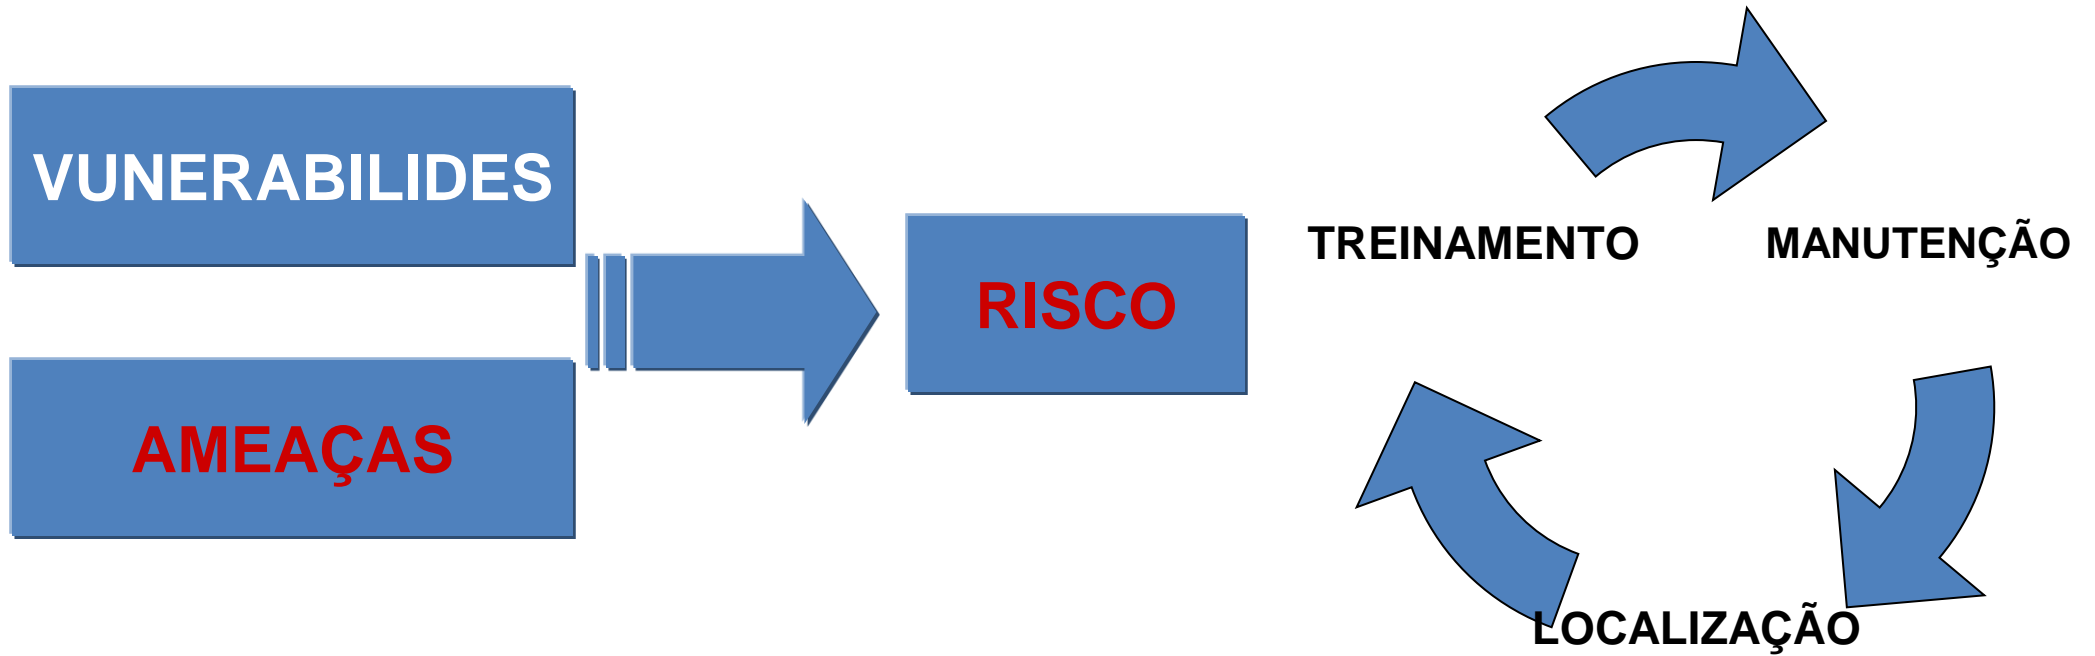 VUNERABILIDES
AMEAÇAS
RISCO
TREINAMENTO
MANUTENÇÃO
LOCALIZAÇÃO